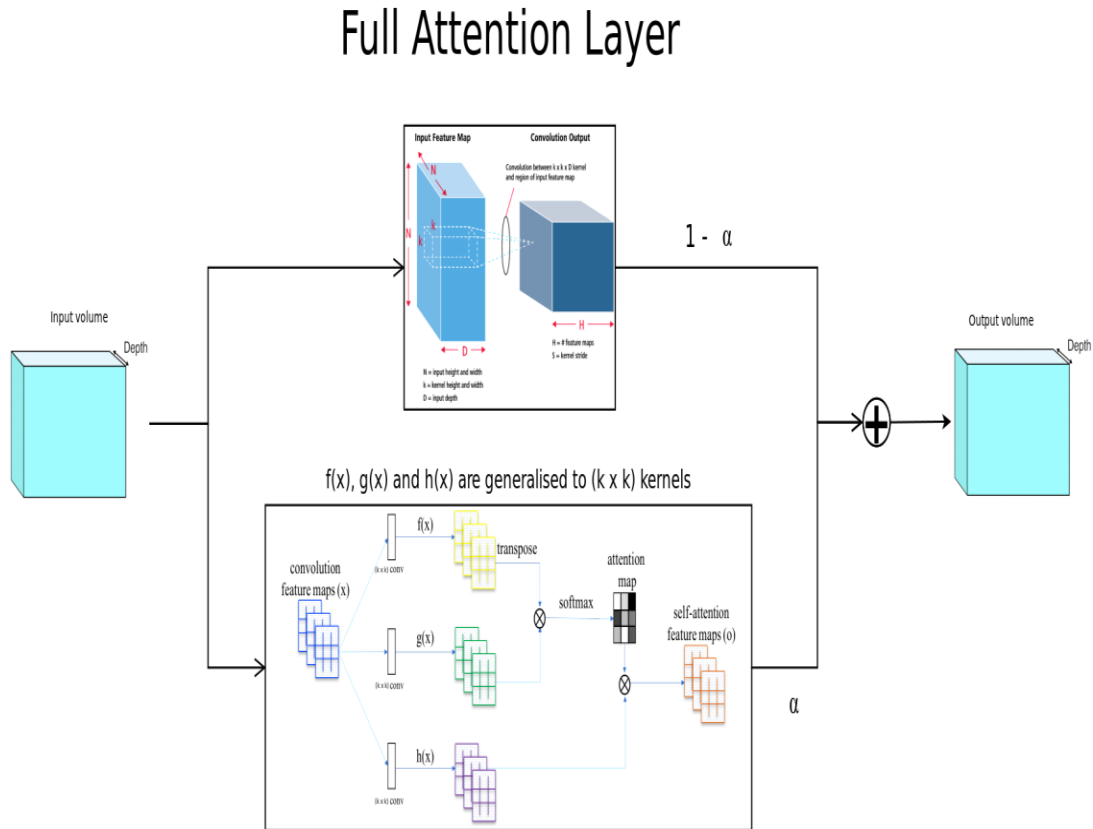 Full Attention Layer
Input Feature Map
Convolution Output
N
Convolution between k x k x D kernel
and region of input feature map
N
k
k
H
D
H = # feature maps
S = kernel stride
N = input height and width
k = kernel height and width
D = input depth
1 - α
Input volume
Depth
Output volume
Depth
+
f(x), g(x) and h(x) are generalised to (k x k) kernels
convolution
feature maps (x)
f(x)
(k x k) conv
transpose
g(x)
(k x k) conv
h(x)
(k x k) conv
softmax
attention
map
self-attention
feature maps (o)
α